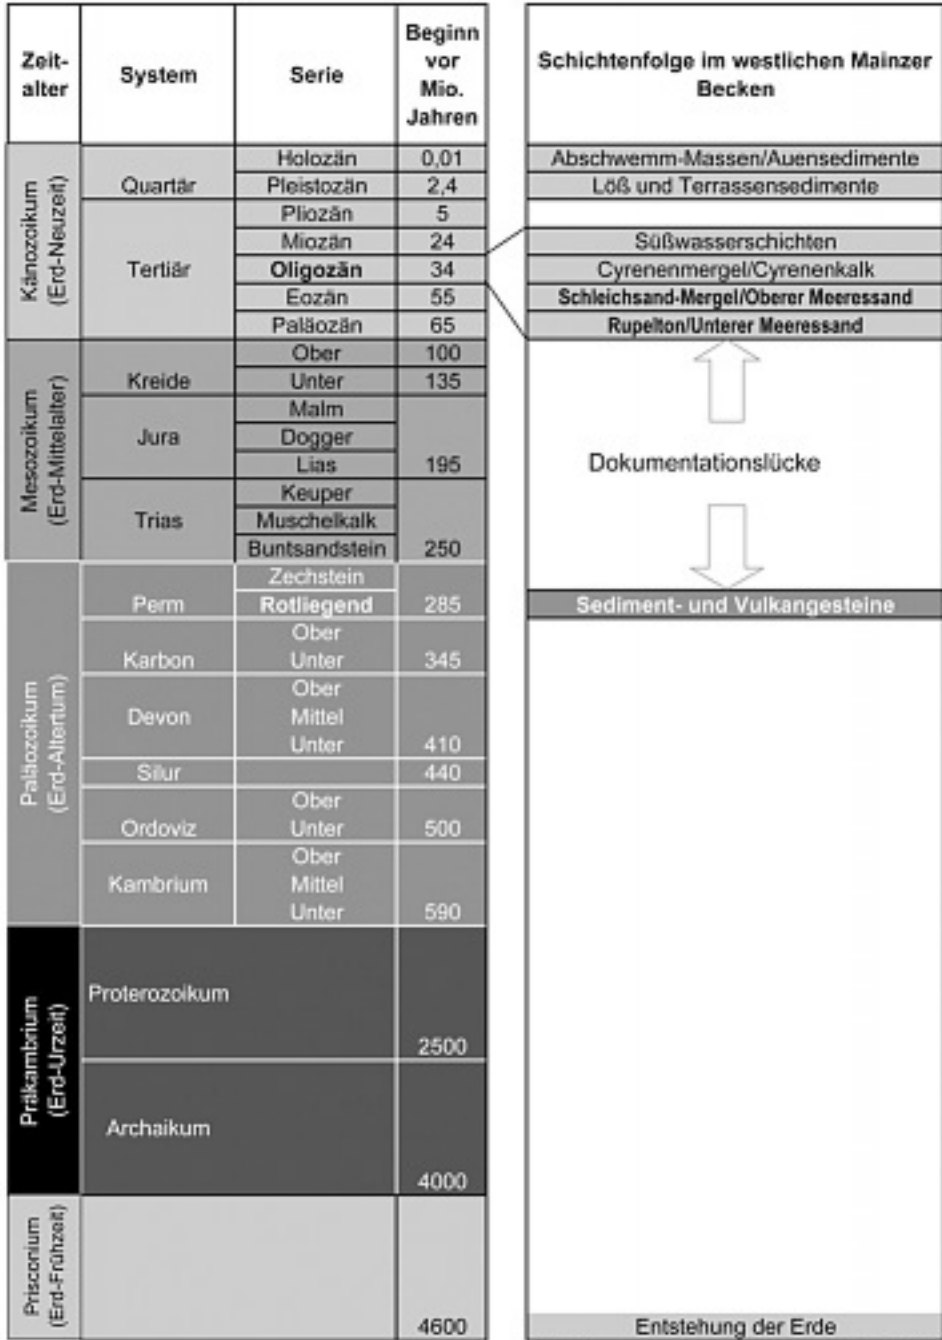 Zeit-
alter
System
Serie
Beginn
vor
Mio.
Jahren
Schichtenfolge im westlichen Mainzer
Becken
Känozoikum
(Erd-Neuzeit)
Quartär
Holozän 0,01
Pleistozän 2,4
Tertiär
Pliozän 5
Miozän 24
Oligozän 34
Eozän 55
Paläozän 65
Abschwemm-Massen/Auensedimente
Löß und Terrassensedimente
Süßwasserschichten
Cyrenenmergel/Cyrenenkalk
Schleichsand-Mergel/Oberer Meeressand
Rupelton/Unterer Meeressand
Mesozoikum
(Erd-Mittelalter)
Kreide
Ober 100
Unter 135
Jura
Malm
Dogger
Lias 195
Trias
Keuper
Muschelkalk
Buntsandstein 250
Dokumentationslücke
Paläozoikum
(Erd-Altertum)
Perm
Zechstein
Rotliegend 285
Sediment- und Vulkangesteine
Karbon
Ober
Unter 345
Devon
Ober
Mittel
Unter 410
Silur 440
Ordoviz
Ober
Unter 500
Kambrium
Ober
Mittel
Unter 590
Präkambrium
(Erd-Urzeit)
Proterozoikum
2500
Archaikum
4000
Prisconium
(Erd-Frühzeit)
4600
Entstehung der Erde